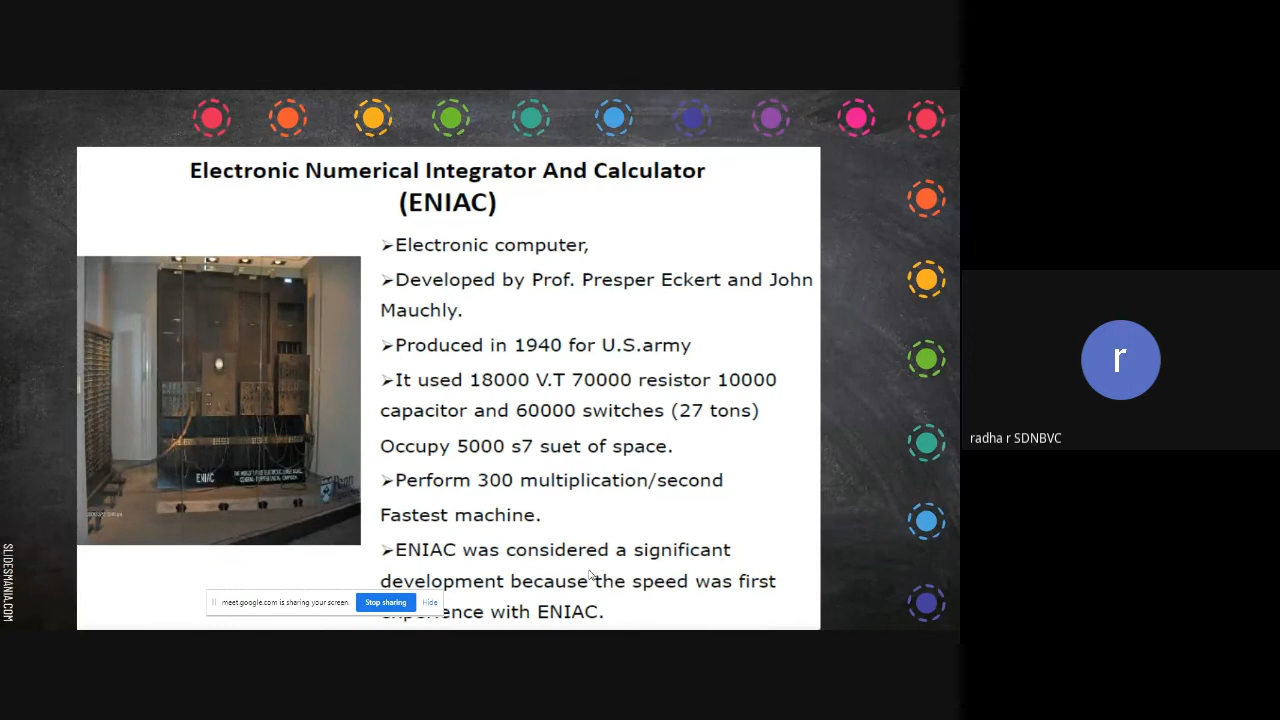 Electronic Numerical Integrator And Calculator
(ENIAC)
➢Electronic computer,
➢Developed by Prof. Presper Eckert and John
Mauchly.
➢Produced in 1940 for U.S.army
➢It used 18000 V.T 70000 resistor 10000
capacitor and 60000 switches (27 tons)
Occupy 5000 s7 suet of space.
➢Perform 300 multiplication/second
Fastest machine.
➢ENIAC was considered a significant
development because the speed was first
experience with ENIAC.
ENIAC
meet.google.com is sharing your screen.
Stop sharing
Hide
SLIDESMANIA.COM
r
radha r SDNBVC